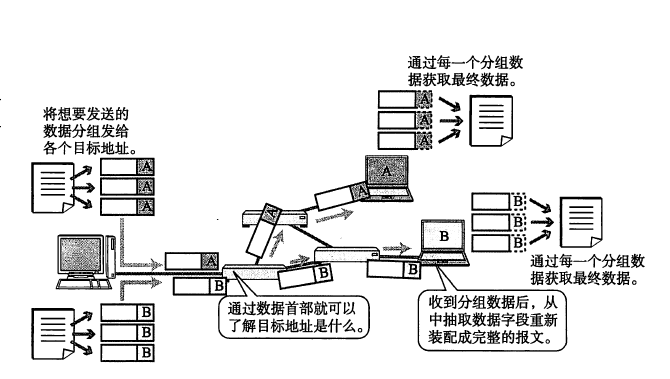 通过每一个分组数
据获取最终数据。
将想要发送的
数据分组发给
各个目标地址。
A
A
A
A
A
A
A
A
A
B
B
B
B
A
A
B
B
B
B
通过每一个分组数
据获取最终数据。
通过数据首部就可以
了解目标地址是什么。
收到分组数据后，从
中抽取数据字段重新
装配成完整的报文。
B
B
B